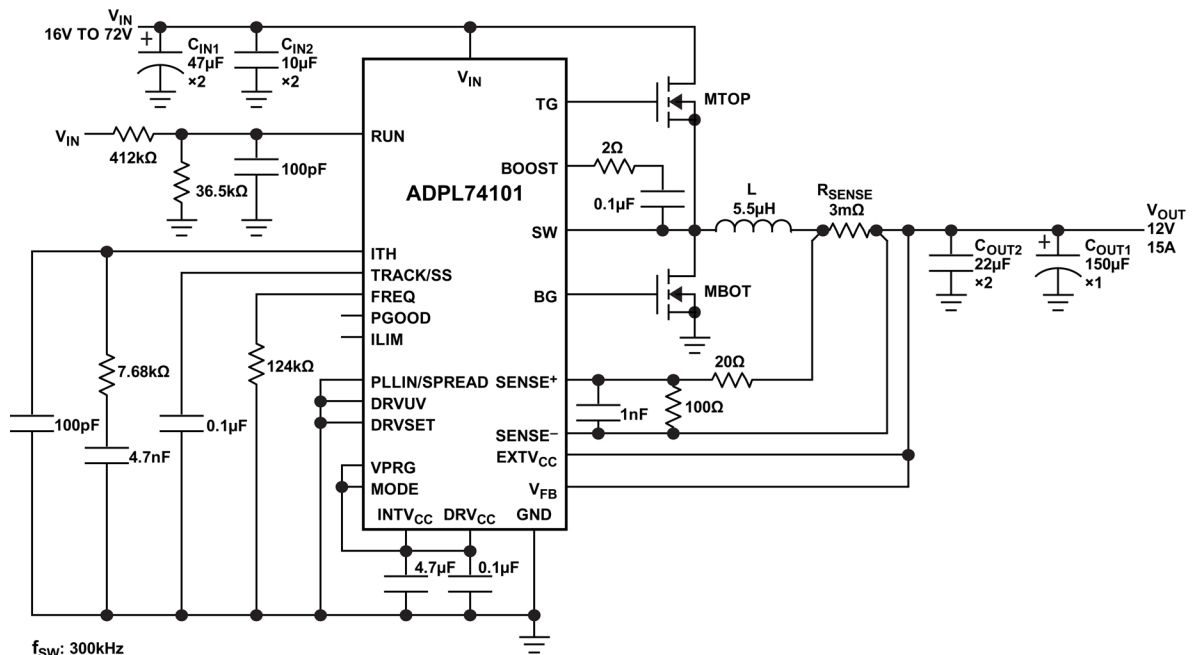 VIN
16V TO 72V
+
CIN1
47µF
×2
CIN2
10µF
×2
VIN
TG
MTOP
VIN
412kΩ
36.5kΩ
100pF
RUN
ADPL74101
BOOST
2Ω
0.1µF
SW
L
5.5µH
RSENSE
3mΩ
VOUT
12V
15A
COUT2
22µF
×2
+
COUT1
150µF
×1
ITH
TRACK/SS
FREQ
PGOOD
ILIM
BG
MBOT
7.68kΩ
124kΩ
PLLIN/SPREAD
DRVUV
DRVSET
SENSE+
SENSE−
20Ω
1nF
100Ω
100pF
4.7nF
0.1µF
EXTVCC
VFB
VPRG
MODE
INTVCC
DRVCC
GND
4.7µF
0.1µF
fSW: 300kHz